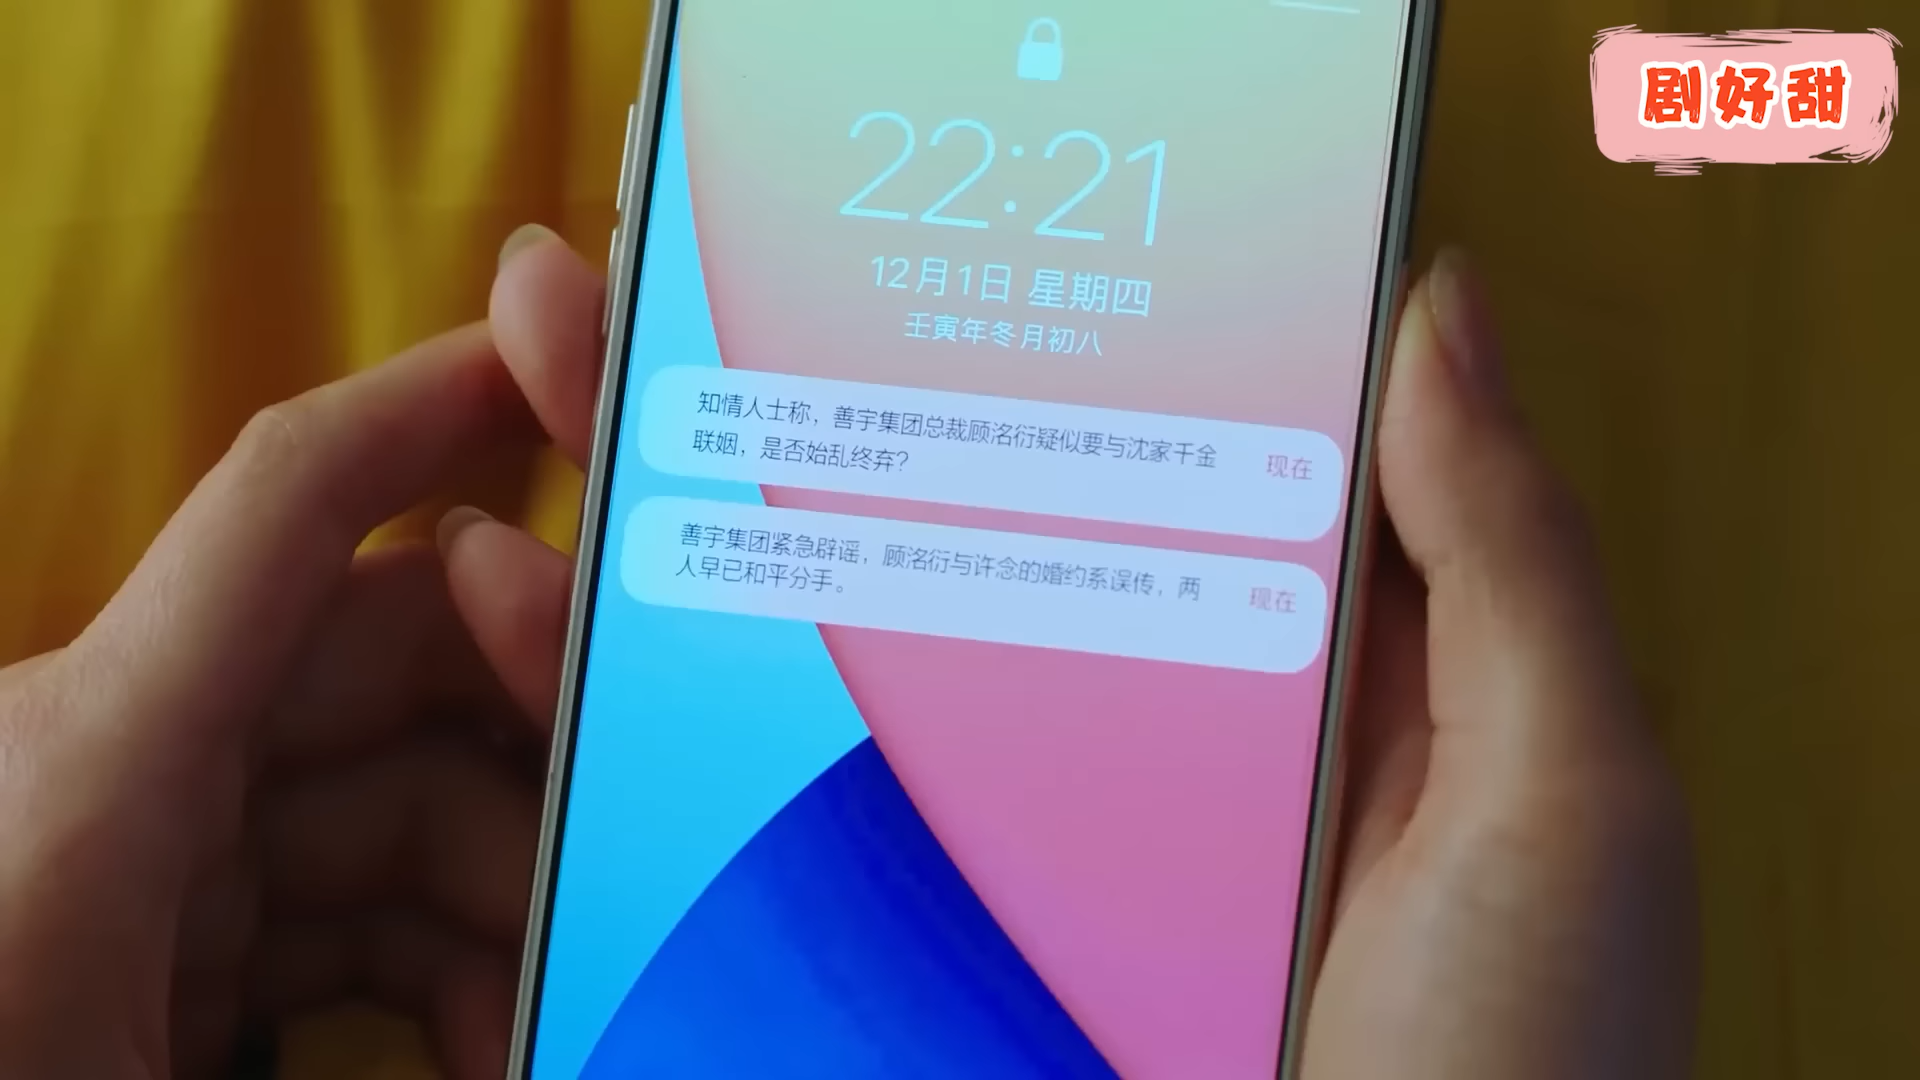 剧好甜
22:21
12月1日 星期四
壬寅年冬月初八
知情人士称，善宇集团总裁顾洺衍疑似要与沈家千金
联姻，是否始乱终弃？
现在
善宇集团紧急辟谣，顾洺衍与许念的婚约系误传，两
人早已和平分手。
现在